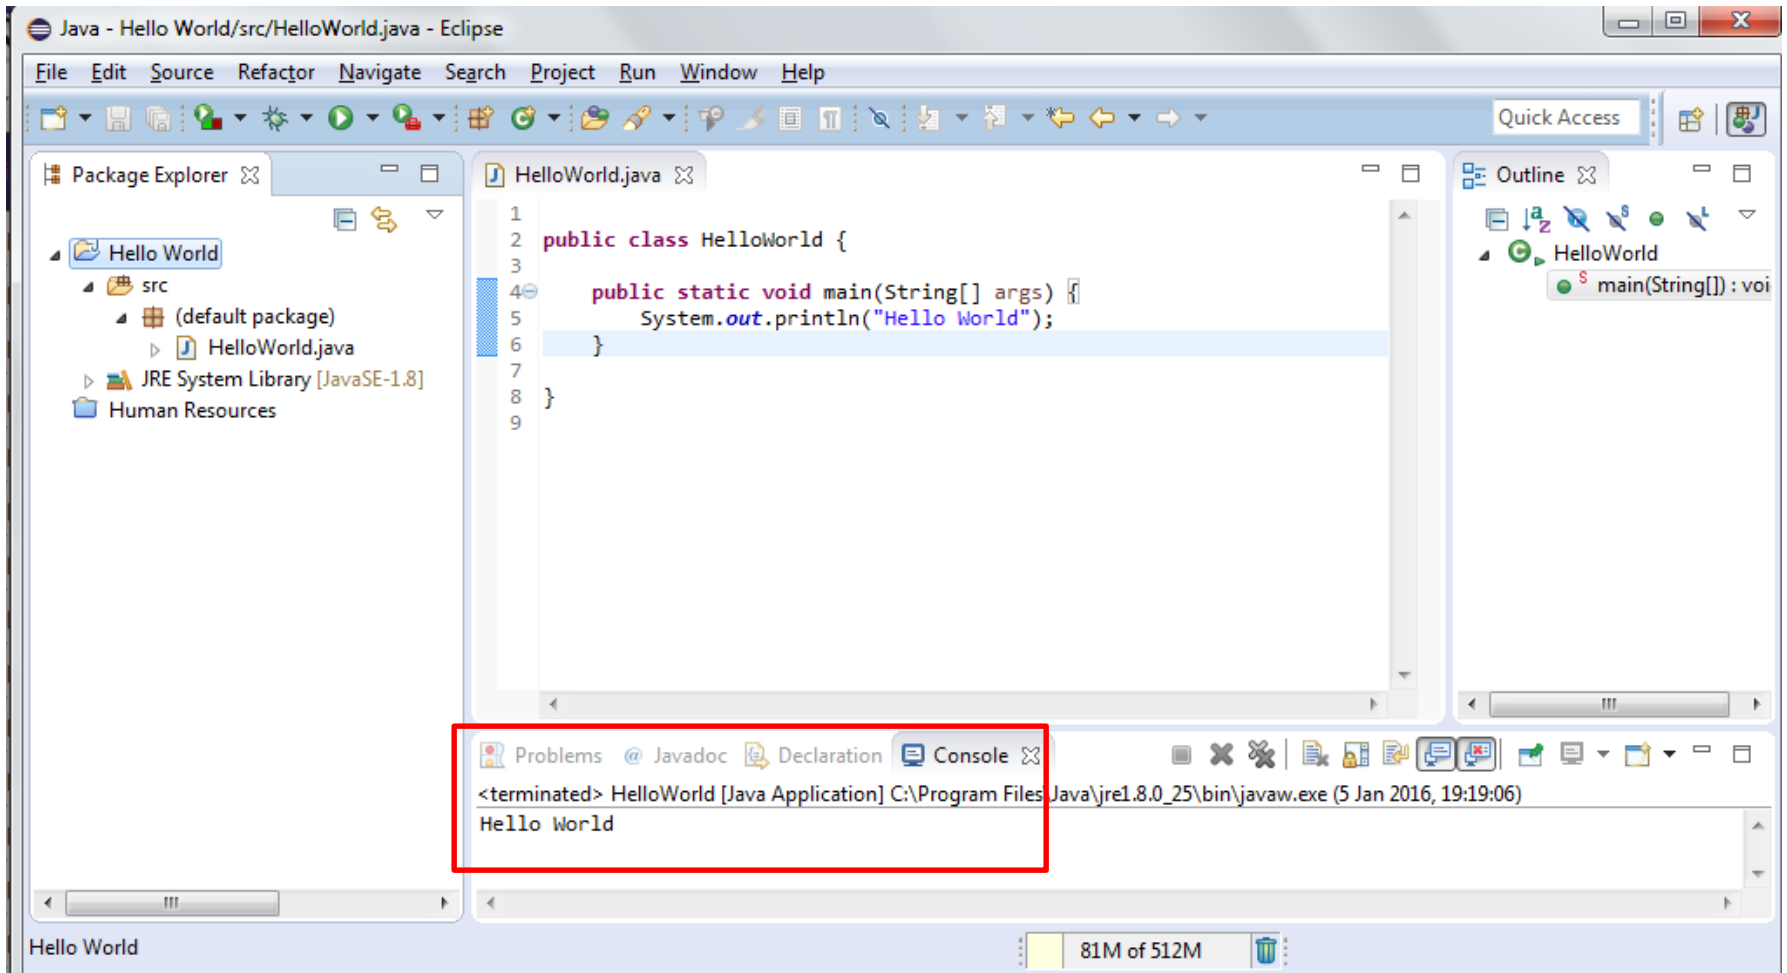 Java - Hello World/src/HelloWorld.java - Eclipse
File Edit Source Refactor Navigate Search Project Run Window Help
Quick Access
Package Explorer
Hello World
src
(default package)
HelloWorld.java
JRE System Library [JavaSE-1.8]
Human Resources
HelloWorld.java
1
2 public class HelloWorld {
3
4 public static void main(String[] args) {
5 System.out.println("Hello World");
6 }
7
8 }
9
Outline
HelloWorld
S main(String[]) : voi
Problems @ Javadoc Declaration Console
<terminated> HelloWorld [Java Application] C:\Program Files\Java\jre1.8.0_25\bin\javaw.exe (5 Jan 2016, 19:19:06)
Hello World
Hello World
81M of 512M